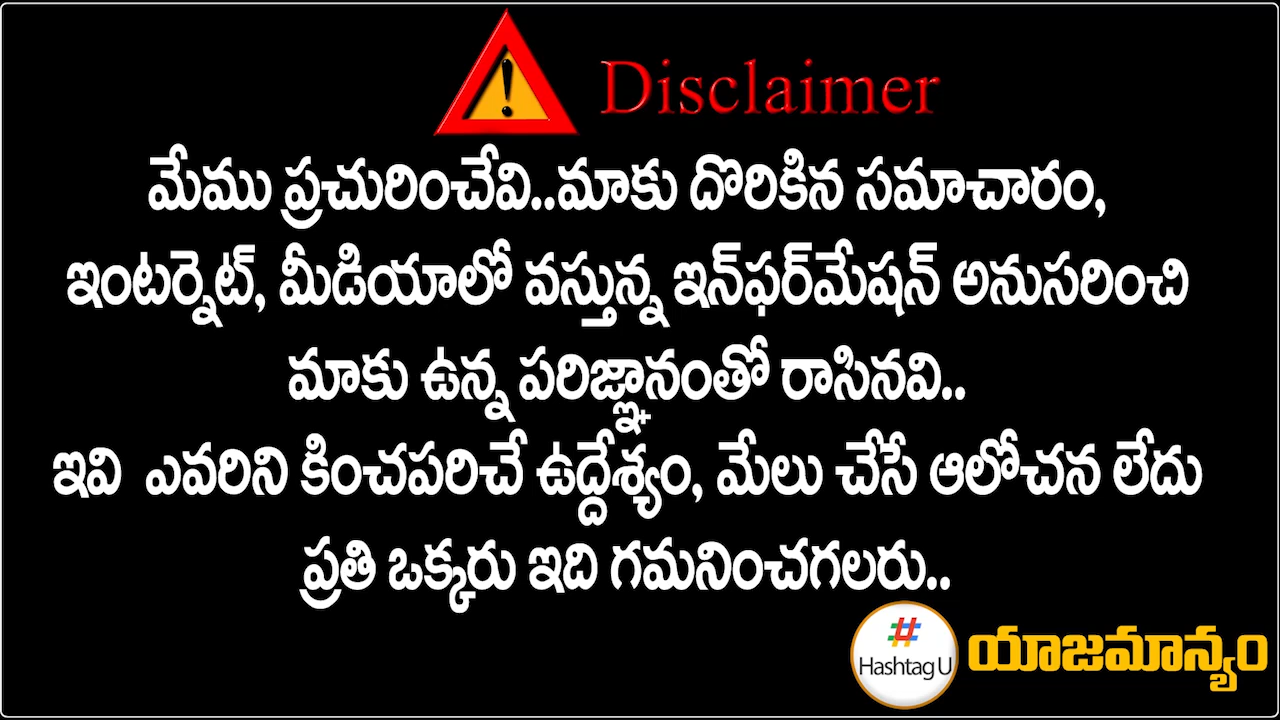 Disclaimer
మేము ప్రచురించేవి..మాకు దొరికిన సమాచారం,
ఇంటర్నెట్, మీడియాలో వస్తున్న ఇన్‌ఫర్‌మేషన్ అనుసరించి
మాకు ఉన్న పరిజ్ఞానంతో రాసినవి..
ఇవి ఎవరిని కించపరిచే ఉద్దేశ్యం, మేలు చేసే ఆలోచన లేదు
ప్రతి ఒక్కరు ఇది గమనించగలరు..
# Hashtag U యాజమాన్యం